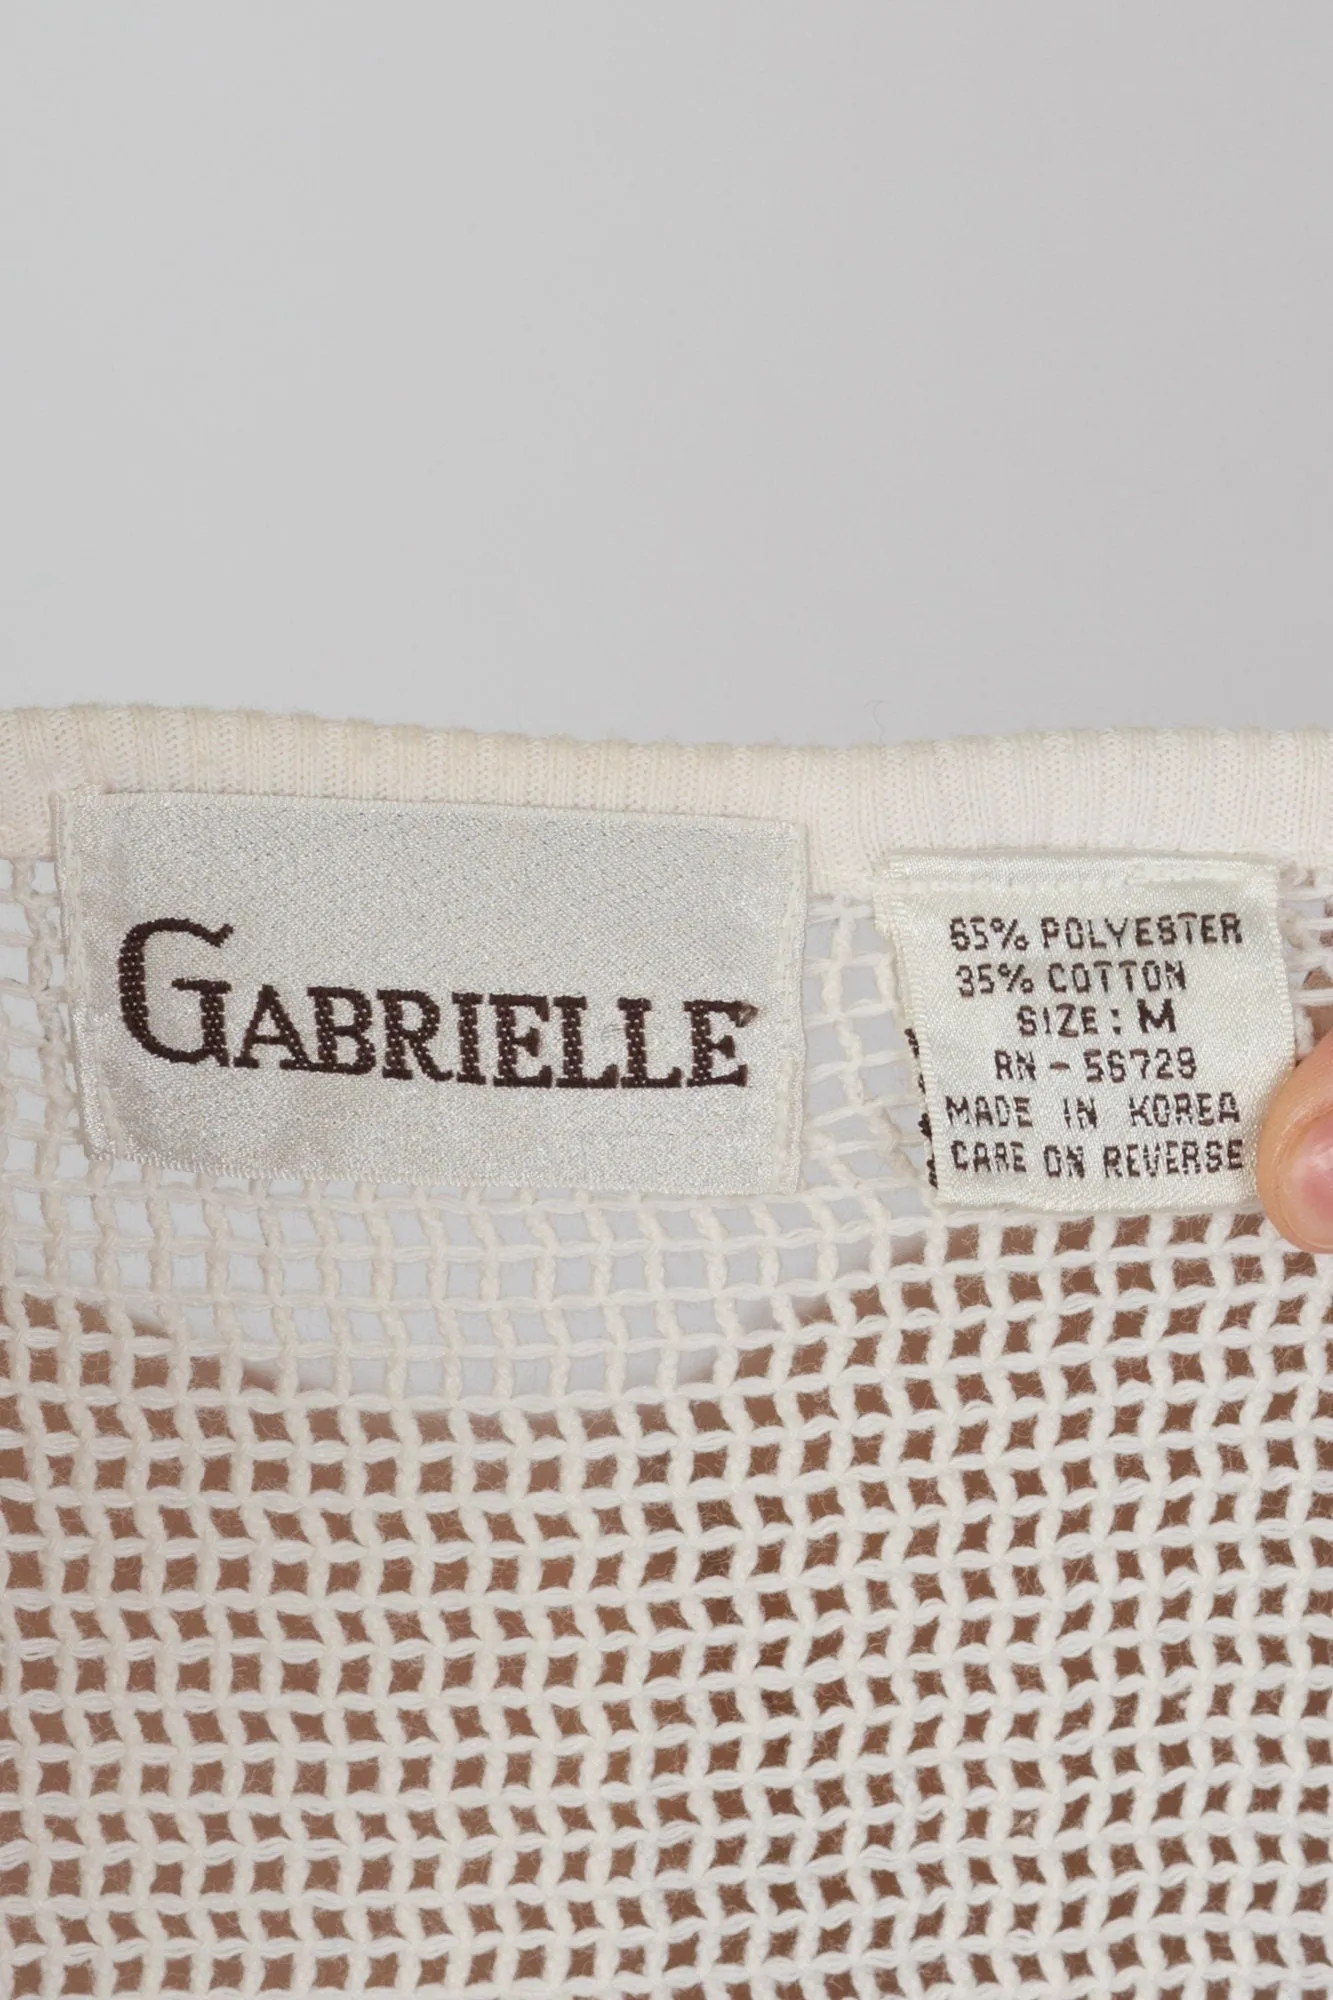 GABRIELLE
65% POLYESTER
35% COTTON
SIZE: M
RN - 56729
MADE IN KOREA
CARE ON REVERSE